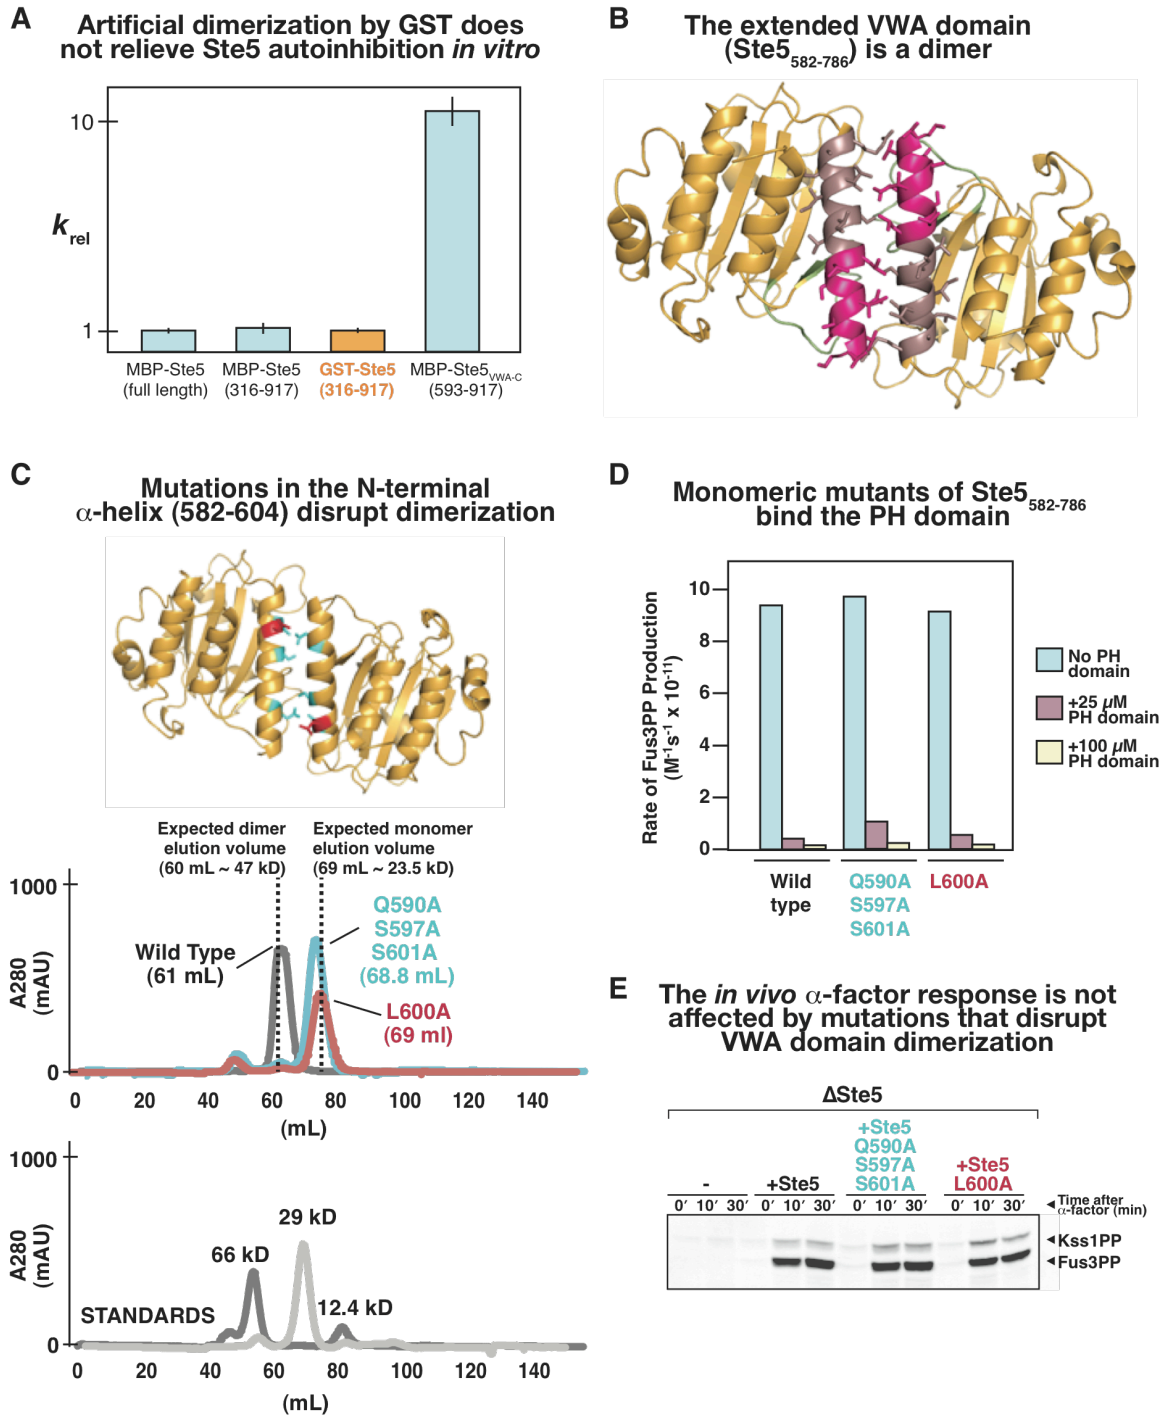 A
Artificial dimerization by GST does
not relieve Ste5 autoinhibition in vitro
10
k rel
1
MBP-Ste5
(full length)
MBP-Ste5
(316-917)
GST-Ste5
(316-917)
MBP-Ste5VWA-C
(593-917)
B
The extended VWA domain
(Ste5582-786) is a dimer
C
Mutations in the N-terminal
α-helix (582-604) disrupt dimerization
Expected dimer
elution volume
(60 mL ~ 47 kD)
Expected monomer
elution volume
(69 mL ~ 23.5 kD)
1000
A280
(mAU)
0
Wild Type
(61 mL)
Q590A
S597A
S601A
(68.8 mL)
L600A
(69 ml)
0 20 40 60 80 100 120 140
(mL)
1000
A280
(mAU)
0
66 kD
29 kD
12.4 kD
STANDARDS
0 20 40 60 80 100 120 140
(mL)
D
Monomeric mutants of Ste5582-786
bind the PH domain
Rate of Fus3PP Production
(M-1s-1 x 10-11)
10
8
6
4
2
0
Wild
type
Q590A
S597A
S601A
L600A
No PH
domain
+25 µM
PH domain
+100 µM
PH domain
E
The in vivo α-factor response is not
affected by mutations that disrupt
VWA domain dimerization
ΔSte5
-
+Ste5
+Ste5
Q590A
S597A
S601A
+Ste5
L600A
0′ 10′ 30′ 0′ 10′ 30′ 0′ 10′ 30′ 0′ 10′ 30′
◄Time after
α-factor (min)
◄Kss1PP
◄Fus3PP